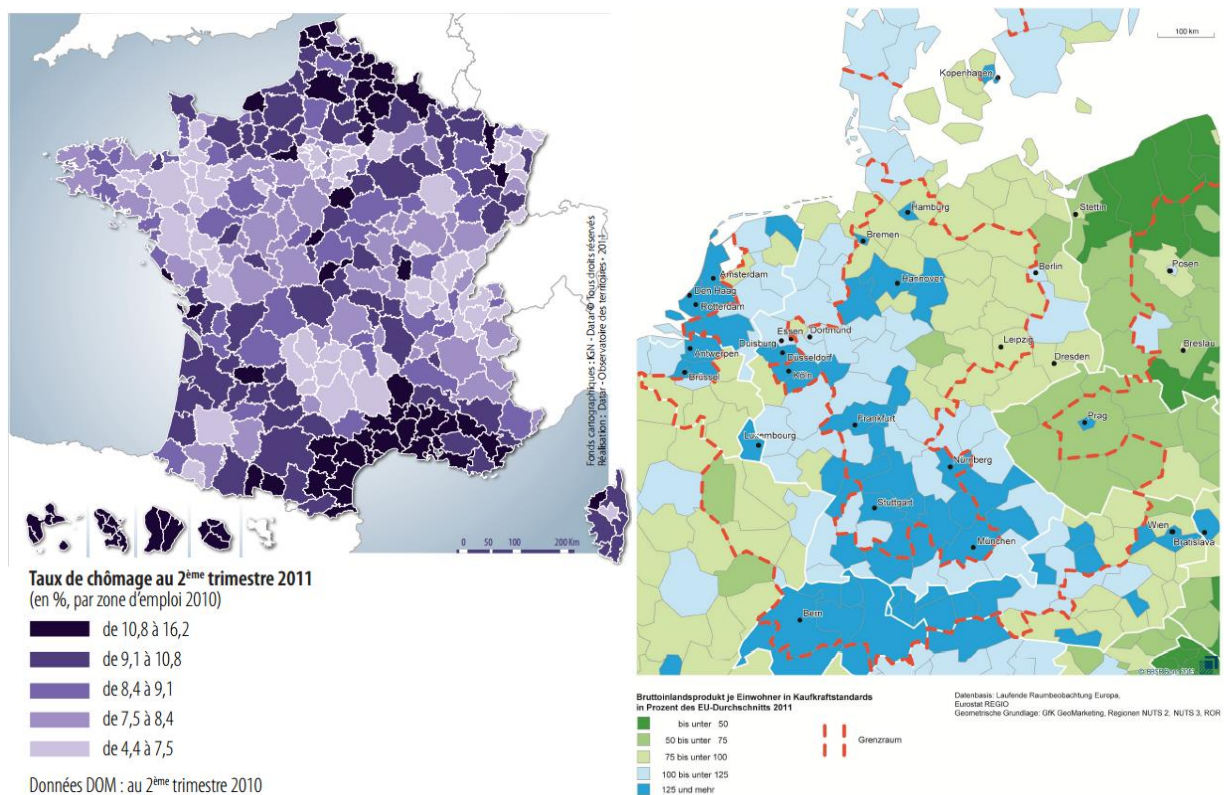 Fonds cartographiques : IGN - Datar © Tous droits réservés
Réalisation : Datar - Observatoire des territoires - 2011
0 50 100 200 Km
Taux de chômage au 2ème trimestre 2011
(en %, par zone d'emploi 2010)
de 10,8 à 16,2
de 9,1 à 10,8
de 8,4 à 9,1
de 7,5 à 8,4
de 4,4 à 7,5
Données DOM : au 2ème trimestre 2010
100 km
Kopenhagen
Stettin
Hamburg
Bremen
Posen
Berlin
Amsterdam
Hannover
Den Haag
Rotterdam
Essen
Dortmund
Duisburg
Leipzig
Breslau
Antwerpen
Düsseldorf
Dresden
Brüssel
Köln
Prag
Frankfurt
Luxembourg
Nürnberg
Stuttgart
Wien
Bratislava
München
Bern
© BBSR Bonn
Bruttoinlandsprodukt je Einwohner in Kaufkraftstandards
in Prozent des EU-Durchschnitts 2011
bis unter 50
50 bis unter 75
75 bis unter 100
100 bis unter 125
125 und mehr
Grenzraum
Datenbasis: Laufende Raumbeobachtung Europa,
Eurostat REGIO
Geometrische Grundlage: GfK GeoMarketing, Regionen NUTS 2, NUTS 3, ROR